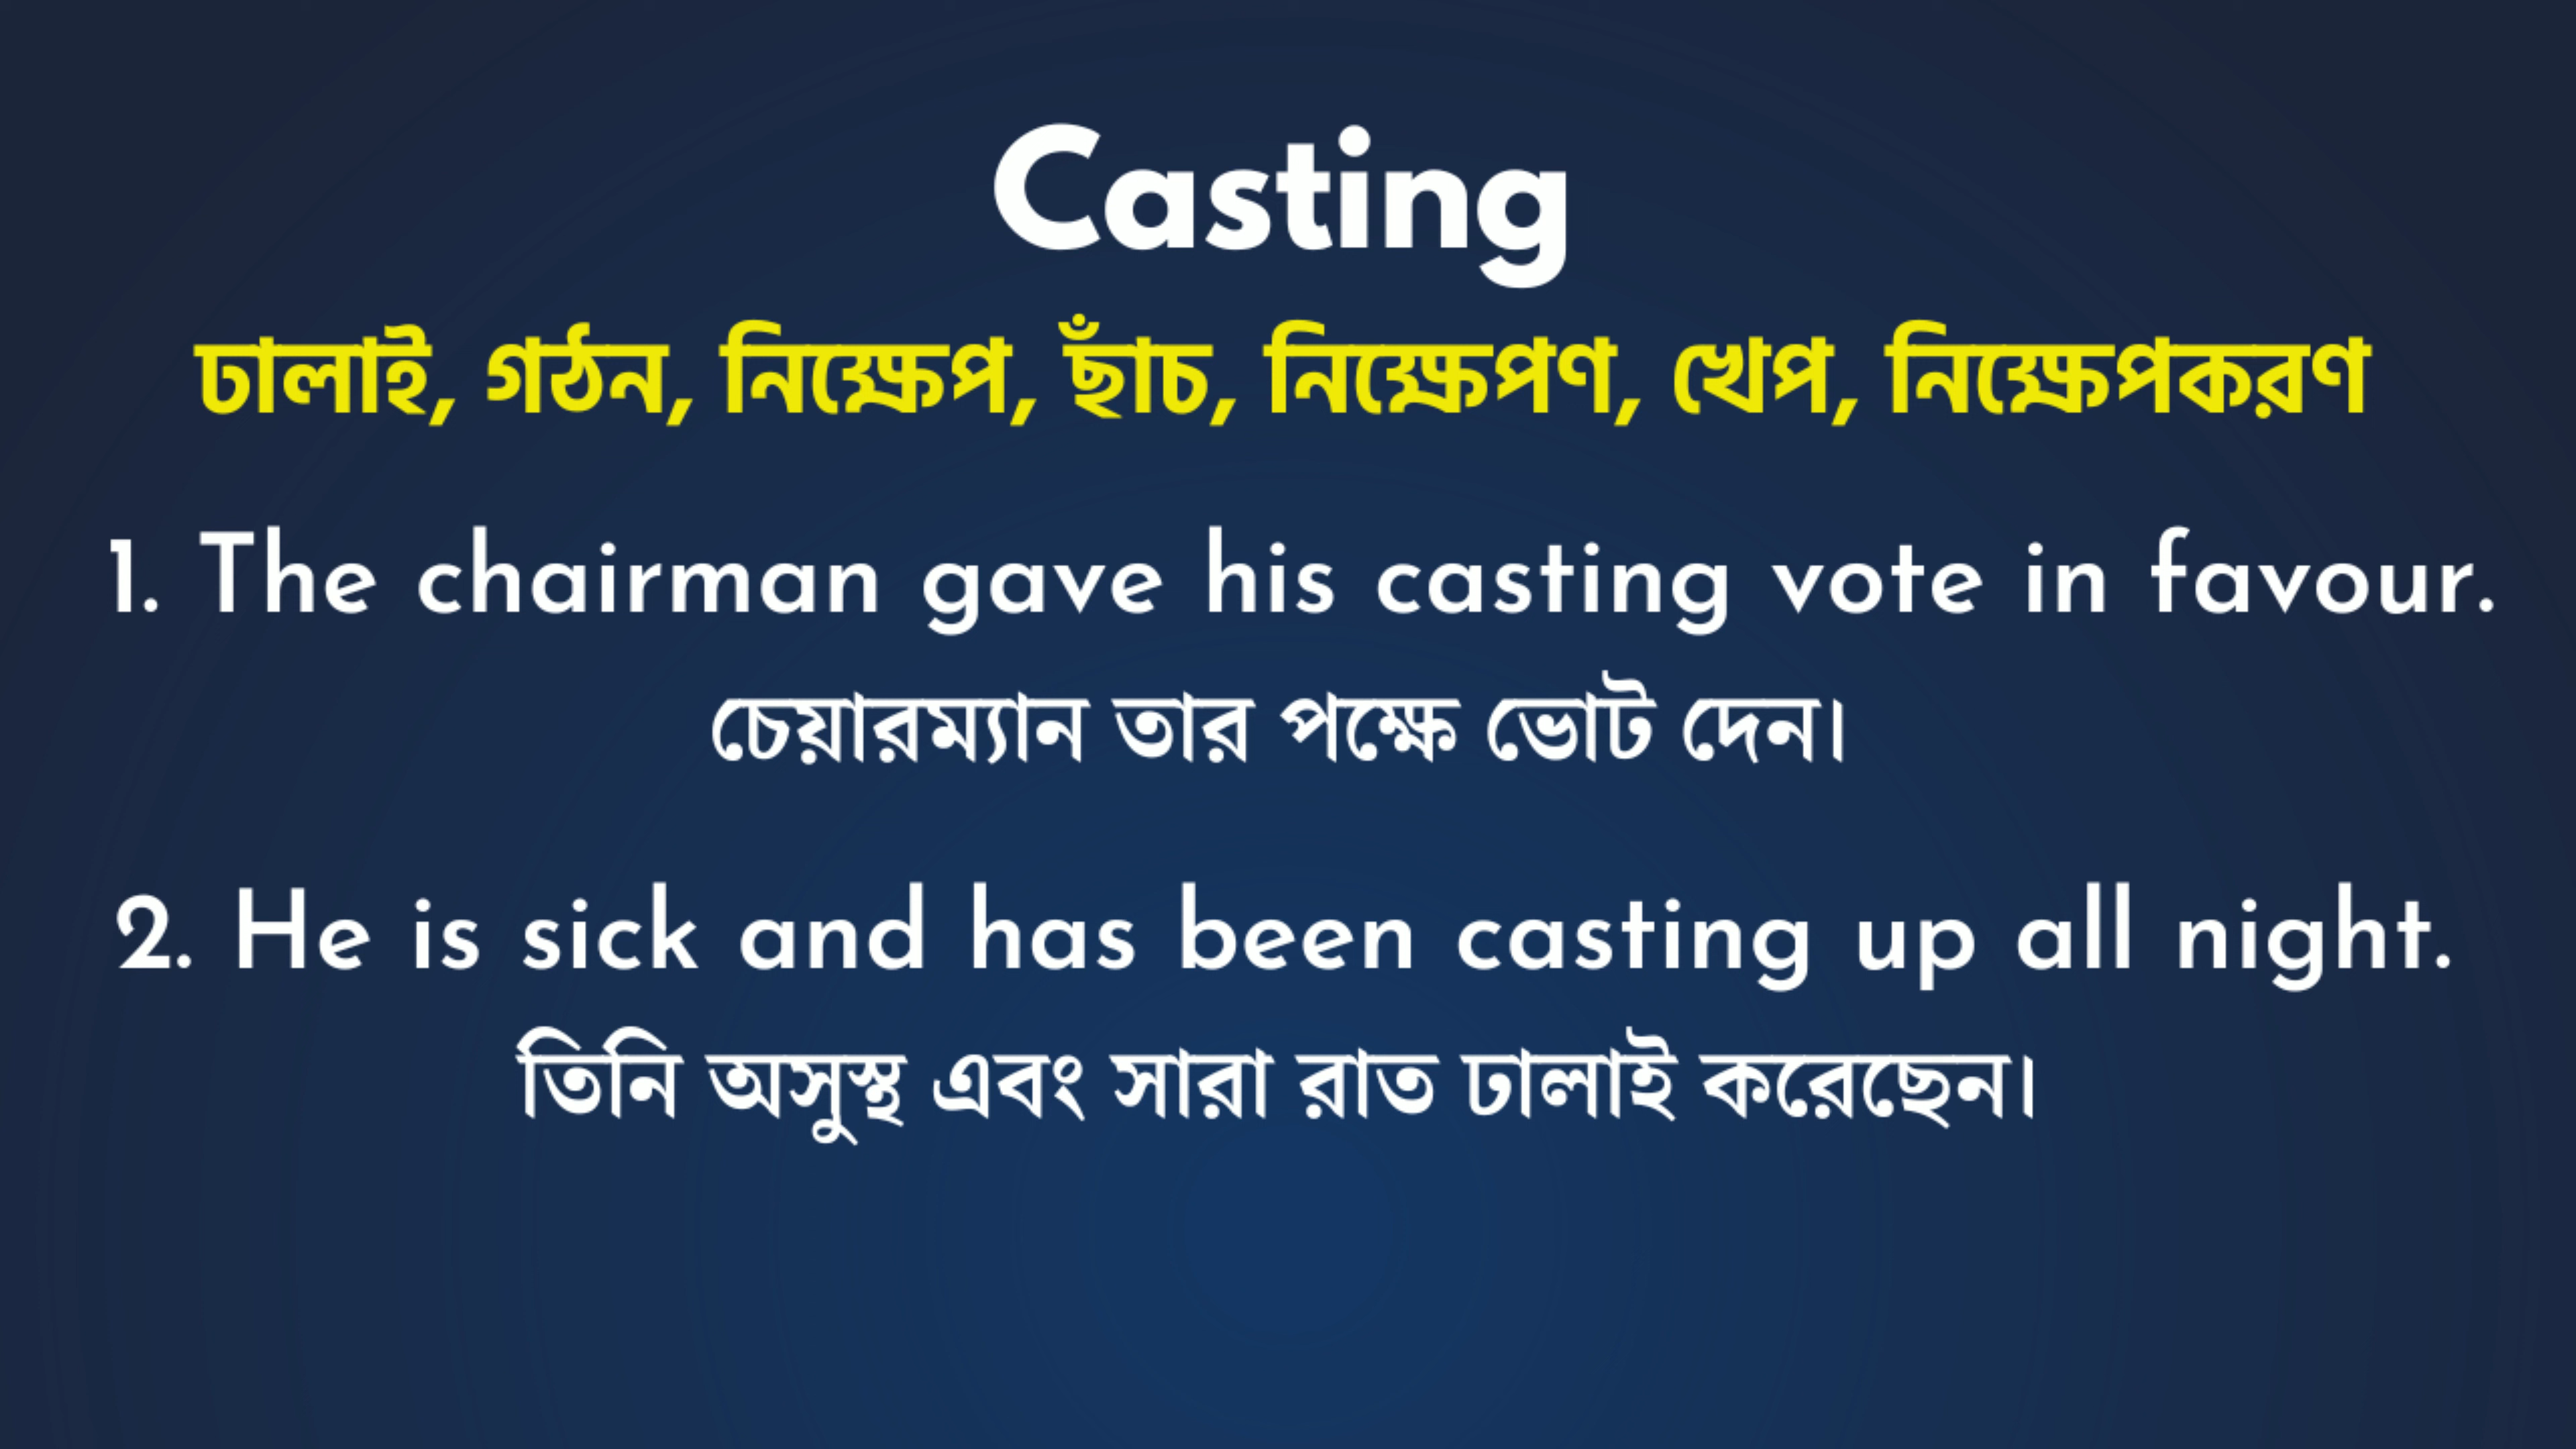 Casting
ঢালাই, গঠন, নিক্ষেপ, ছাঁচ, নিক্ষেপণ, খেপ, নিক্ষেপকরণ
1. The chairman gave his casting vote in favour.
চেয়ারম্যান তার পক্ষে ভোট দেন।
2. He is sick and has been casting up all night.
তিনি অসুস্থ এবং সারা রাত ঢালাই করেছেন।